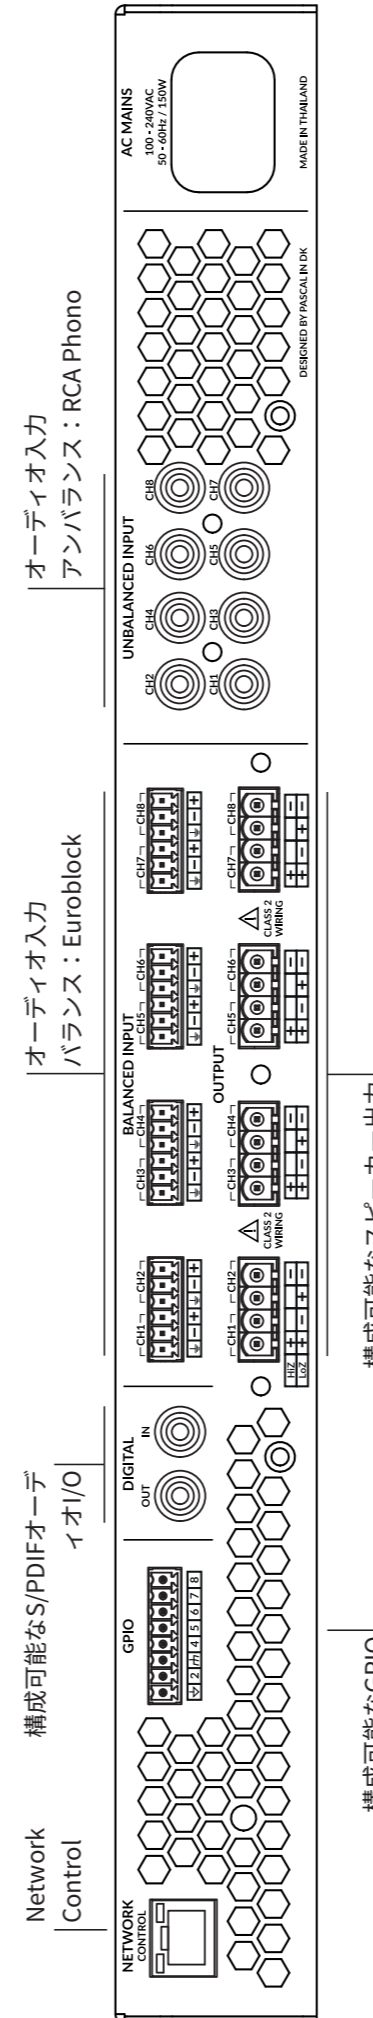 Network
Control
構成可能なS/PDIFオーデ
ィオI/O
オーディオ入力
バランス：Euroblock
オーディオ入力
アンバランス：RCA Phono
NETWORK
CONTROL
GPIO
2 4 5 6 7 8
DIGITAL
OUT IN
BALANCED INPUT
CH1 CH2
− + − +
CH3 CH4
− + − +
CH5 CH6
− + − +
CH7 CH8
− + − +
OUTPUT
CH1 CH2
HiZ
LoZ
CLASS 2
WIRING
CH3 CH4
CH5 CH6
CLASS 2
WIRING
CH7 CH8
UNBALANCED INPUT
CH2 CH4 CH6 CH8
CH1 CH3 CH5 CH7
DESIGNED BY PASCAL IN DK
AC MAINS
100 - 240VAC
50 - 60Hz / 150W
MADE IN THAILAND
構成可能なGPIO
構成可能なスピーカー出力